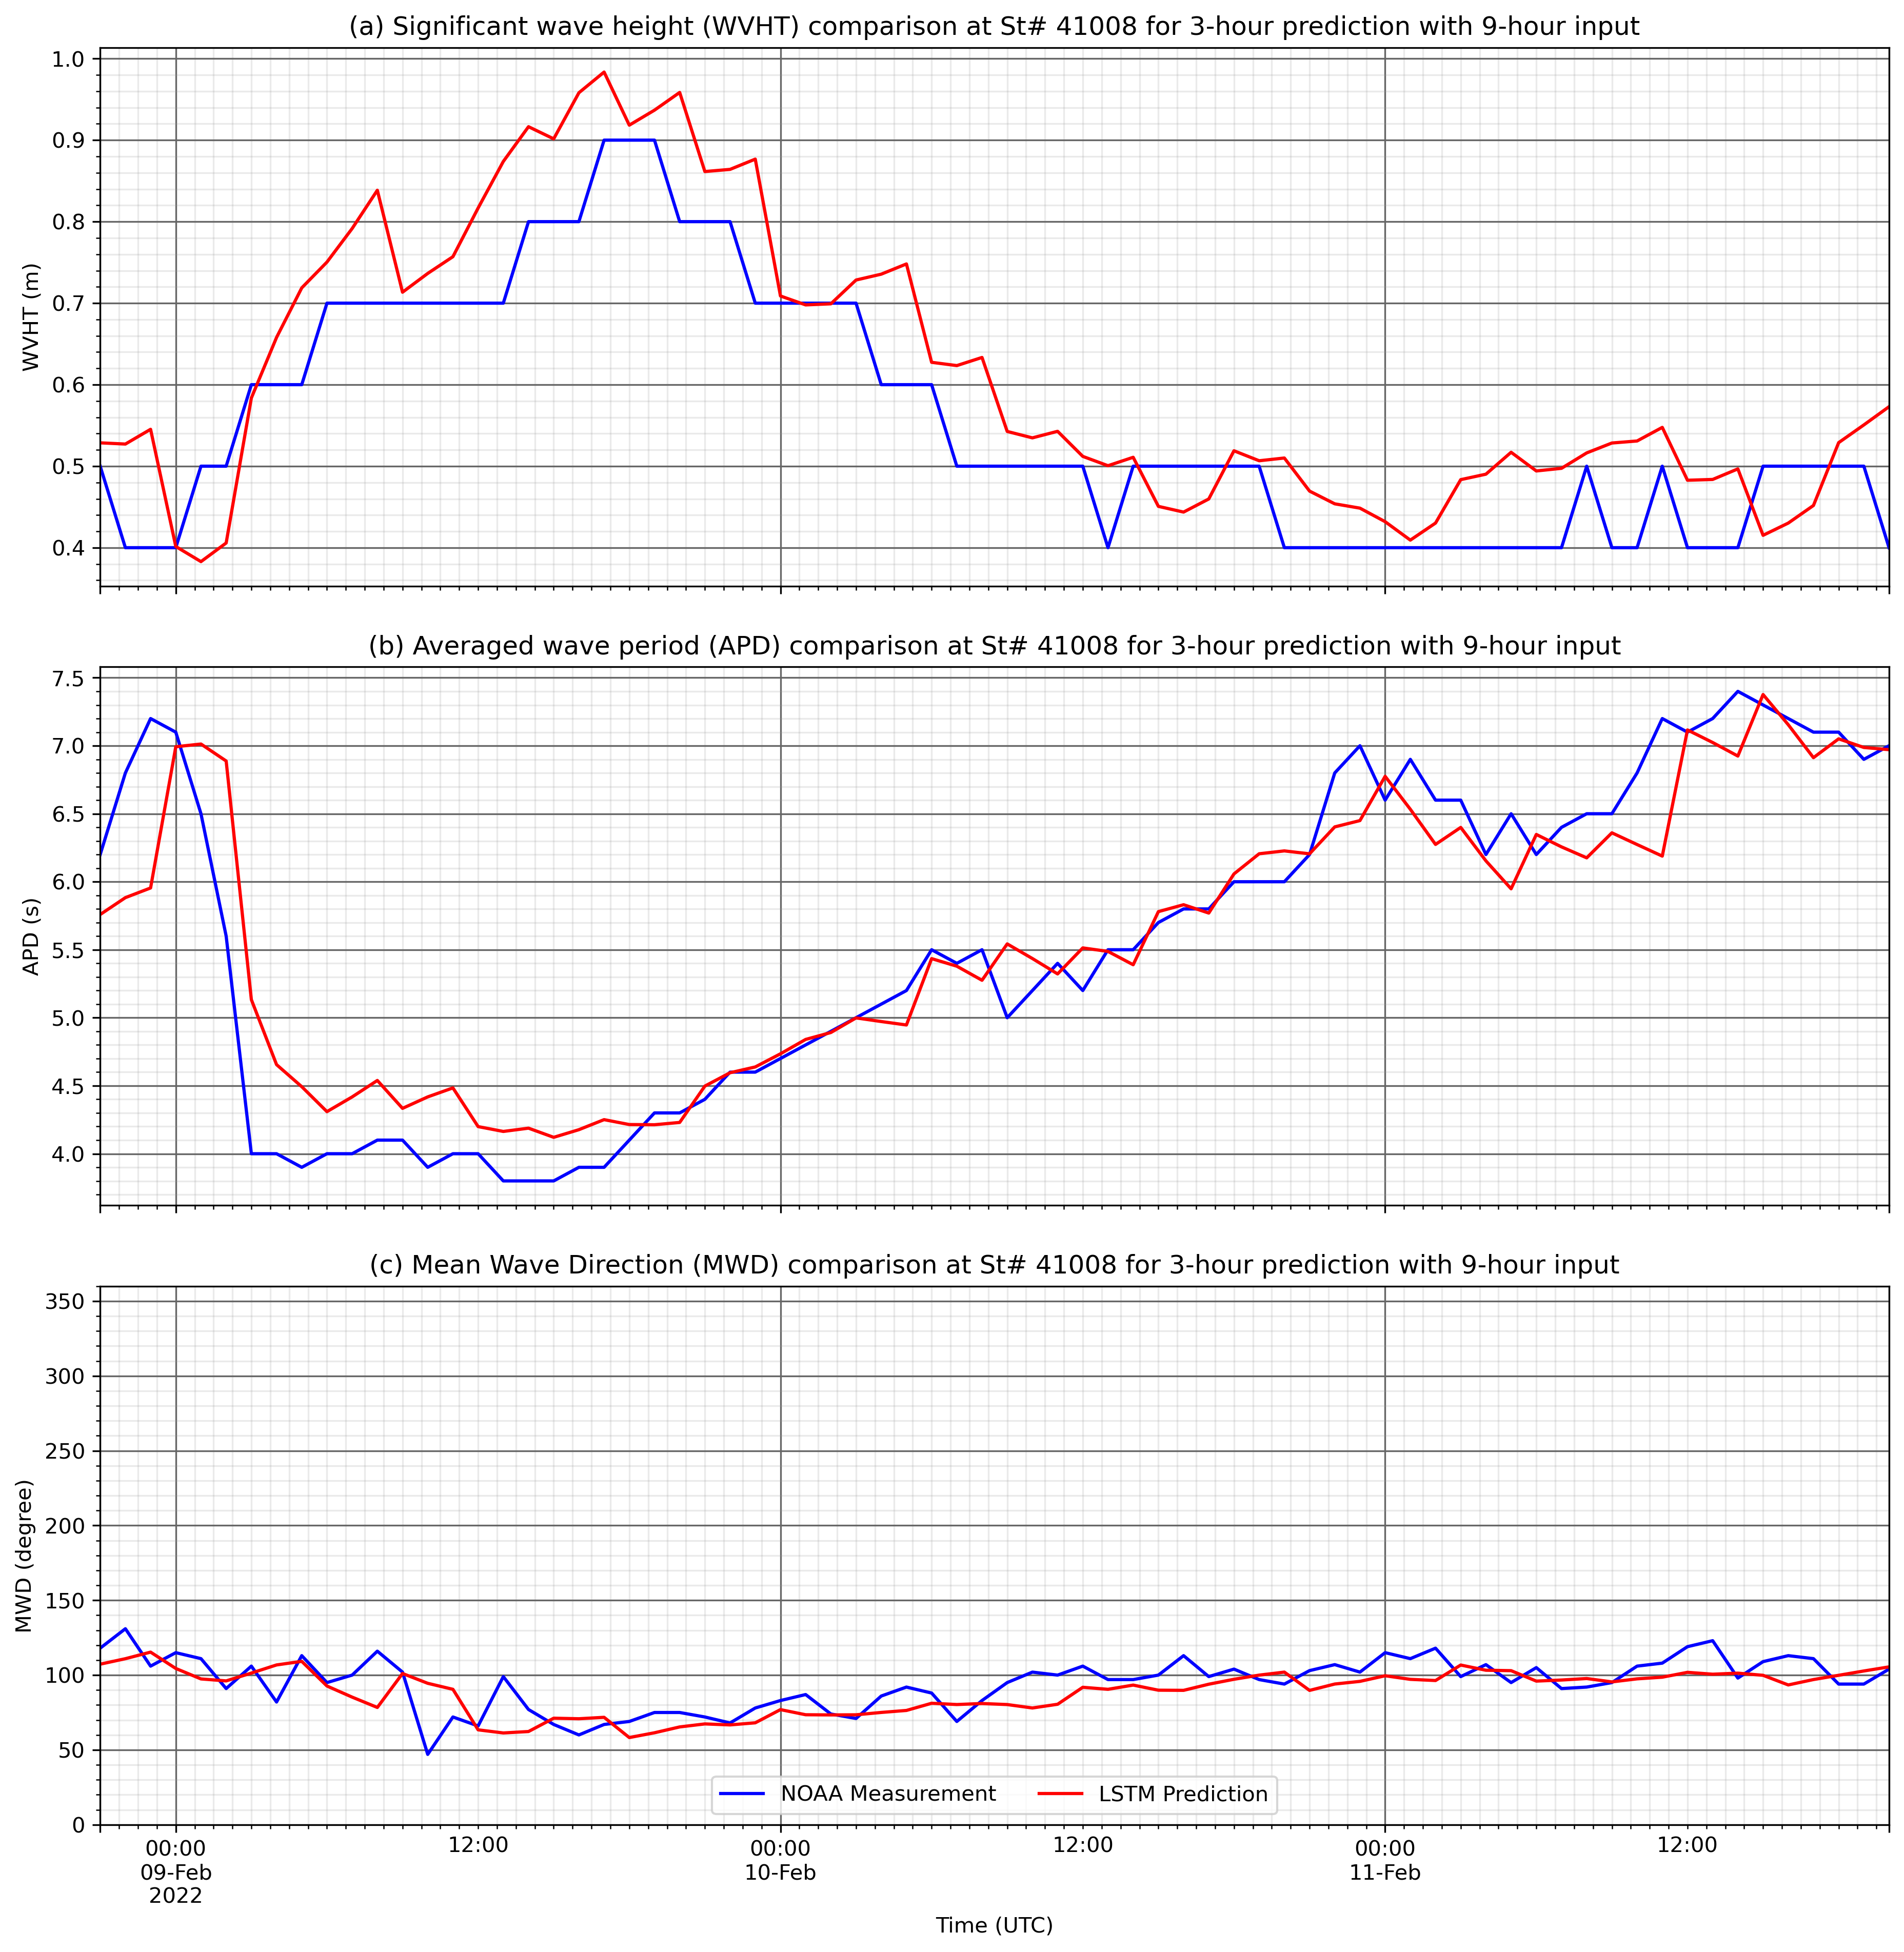 (a) Significant wave height (WVHT) comparison at St# 41008 for 3-hour prediction with 9-hour input
1.0
0.9
0.8
0.7
0.6
0.5
0.4
WVHT (m)
(b) Averaged wave period (APD) comparison at St# 41008 for 3-hour prediction with 9-hour input
7.5
7.0
6.5
6.0
5.5
5.0
4.5
4.0
APD (s)
(c) Mean Wave Direction (MWD) comparison at St# 41008 for 3-hour prediction with 9-hour input
350
300
250
200
150
100
50
0
MWD (degree)
NOAA Measurement LSTM Prediction
00:00 12:00 00:00 12:00 00:00 12:00
09-Feb 10-Feb 11-Feb
2022
Time (UTC)